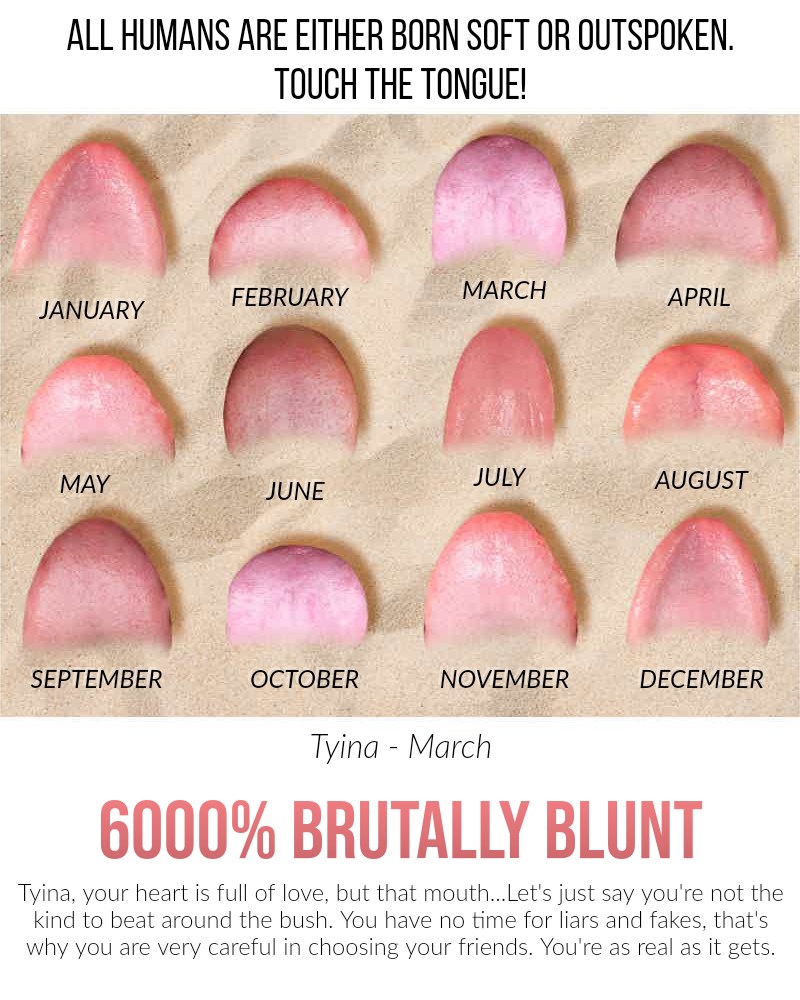 ALL HUMANS ARE EITHER BORN SOFT OR OUTSPOKEN.
TOUCH THE TONGUE!
JANUARY
FEBRUARY
MARCH
APRIL
MAY
JUNE
JULY
AUGUST
SEPTEMBER
OCTOBER
NOVEMBER
DECEMBER
Tyina - March
6000% BRUTALLY BLUNT
Tyina, your heart is full of love, but that mouth...Let's just say you're not the
kind to beat around the bush. You have no time for liars and fakes, that's
why you are very careful in choosing your friends. You're as real as it gets.